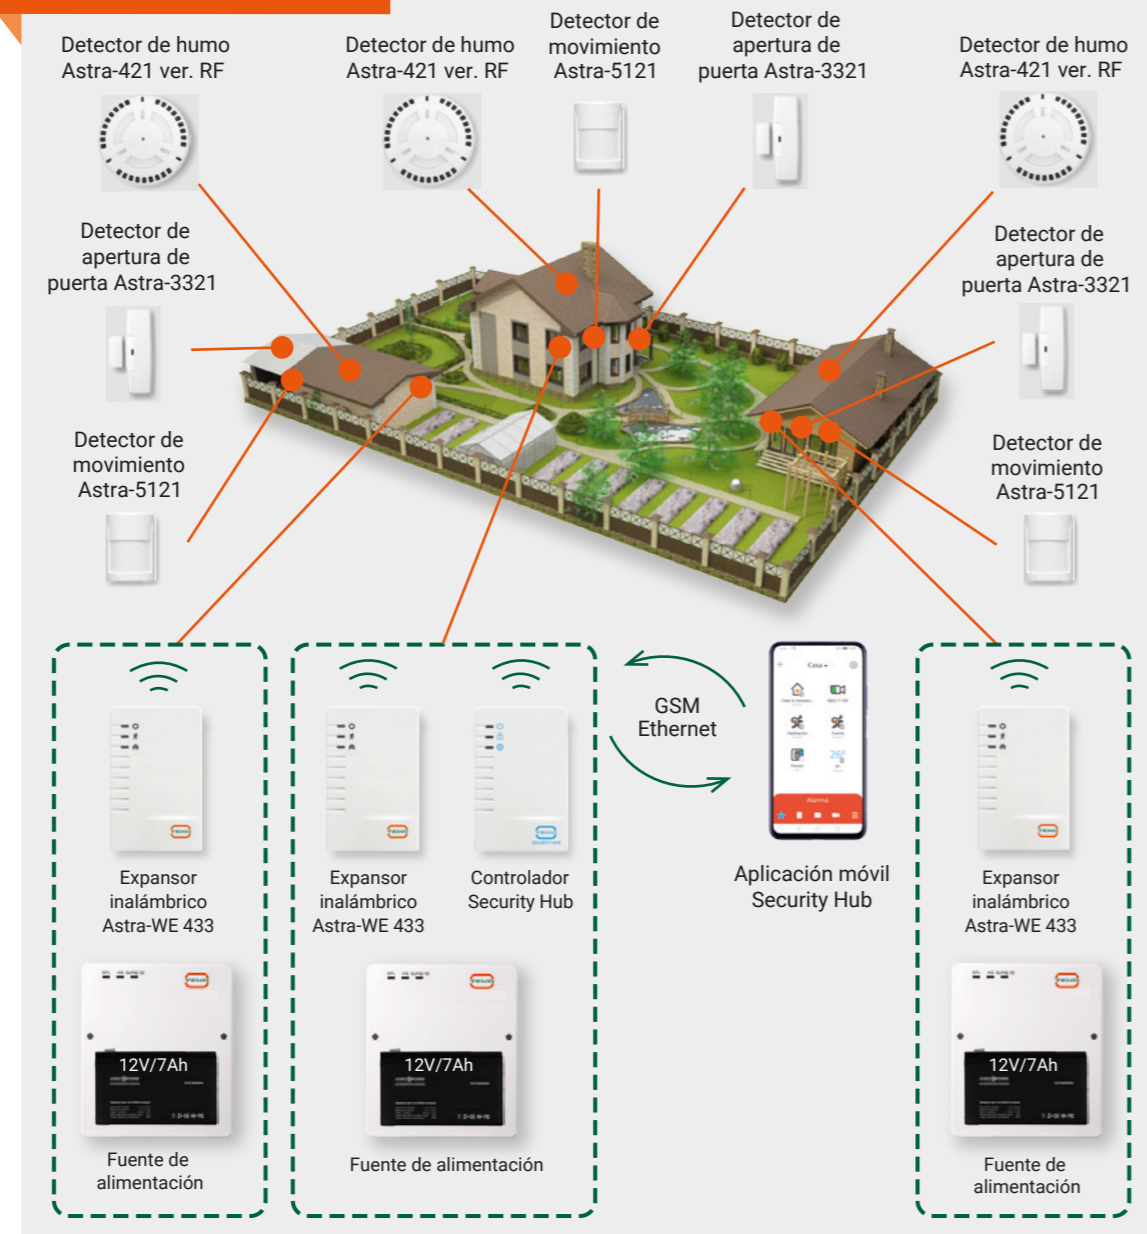 Detector de humo
Astra-421 ver. RF
Detector de humo
Astra-421 ver. RF
Detector de
movimiento
Astra-5121
Detector de
apertura de
puerta Astra-3321
Detector de humo
Astra-421 ver. RF
Detector de
apertura de
puerta Astra-3321
Detector de
apertura de
puerta Astra-3321
Detector de
movimiento
Astra-5121
Detector de
movimiento
Astra-5121
GSM
Ethernet
Casa
26°
Alarma
Expansor
inalámbrico
Astra-WE 433
Expansor
inalámbrico
Astra-WE 433
Controlador
Security Hub
Aplicación móvil
Security Hub
Expansor
inalámbrico
Astra-WE 433
12V/7Ah
12V/7Ah
12V/7Ah
Fuente de
alimentación
Fuente de alimentación
Fuente de
alimentación